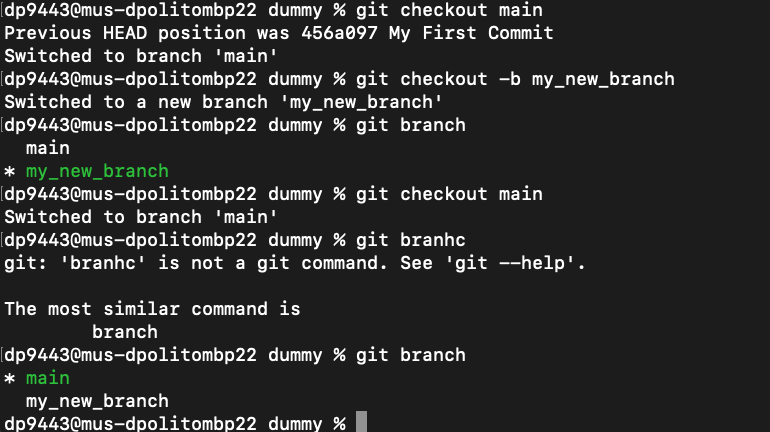 [dp9443@mus-dpolitombp22 dummy % git checkout main
Previous HEAD position was 456a097 My First Commit
Switched to branch 'main'
[dp9443@mus-dpolitombp22 dummy % git checkout -b my_new_branch
Switched to a new branch 'my_new_branch'
[dp9443@mus-dpolitombp22 dummy % git branch
  main
* my_new_branch
[dp9443@mus-dpolitombp22 dummy % git checkout main
Switched to branch 'main'
[dp9443@mus-dpolitombp22 dummy % git branhc
git: 'branhc' is not a git command. See 'git --help'.

The most similar command is
        branch
[dp9443@mus-dpolitombp22 dummy % git branch
* main
  my_new_branch
dp9443@mus-dpolitombp22 dummy %